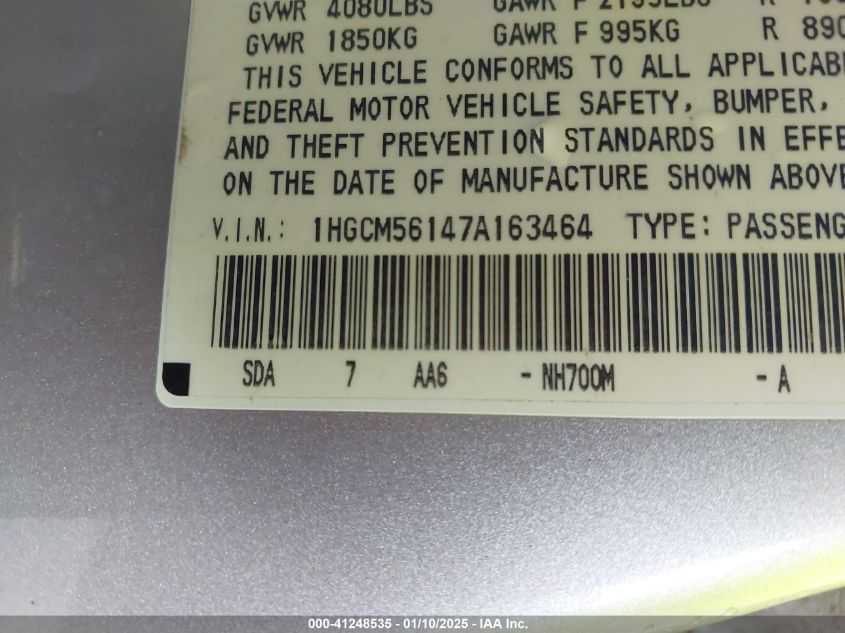 GVWR 4080LBS GAWR F 2195LBS R
GVWR 1850KG GAWR F 995KG R 890
THIS VEHICLE CONFORMS TO ALL APPLICAB
FEDERAL MOTOR VEHICLE SAFETY, BUMPER,
AND THEFT PREVENTION STANDARDS IN EFFE
ON THE DATE OF MANUFACTURE SHOWN ABOVE
V.I.N.: 1HGCM56147A163464 TYPE: PASSENG
SDA 7 AA6 -NH700M -A
000-41248535 - 01/10/2025 - IAA Inc.